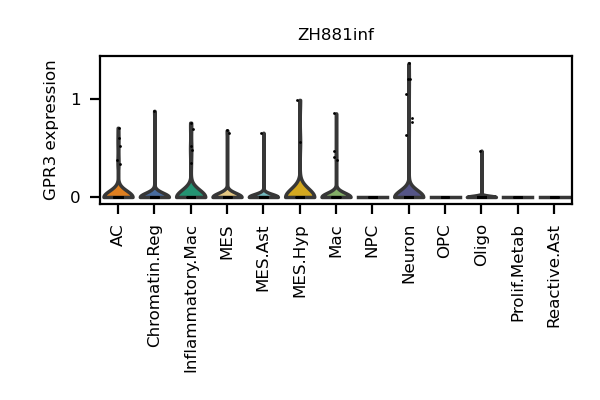 ZH881inf
GPR3 expression
1
0
AC
Chromatin.Reg
Inflammatory.Mac
MES
MES.Ast
MES.Hyp
Mac
NPC
Neuron
OPC
Oligo
Prolif.Metab
Reactive.Ast